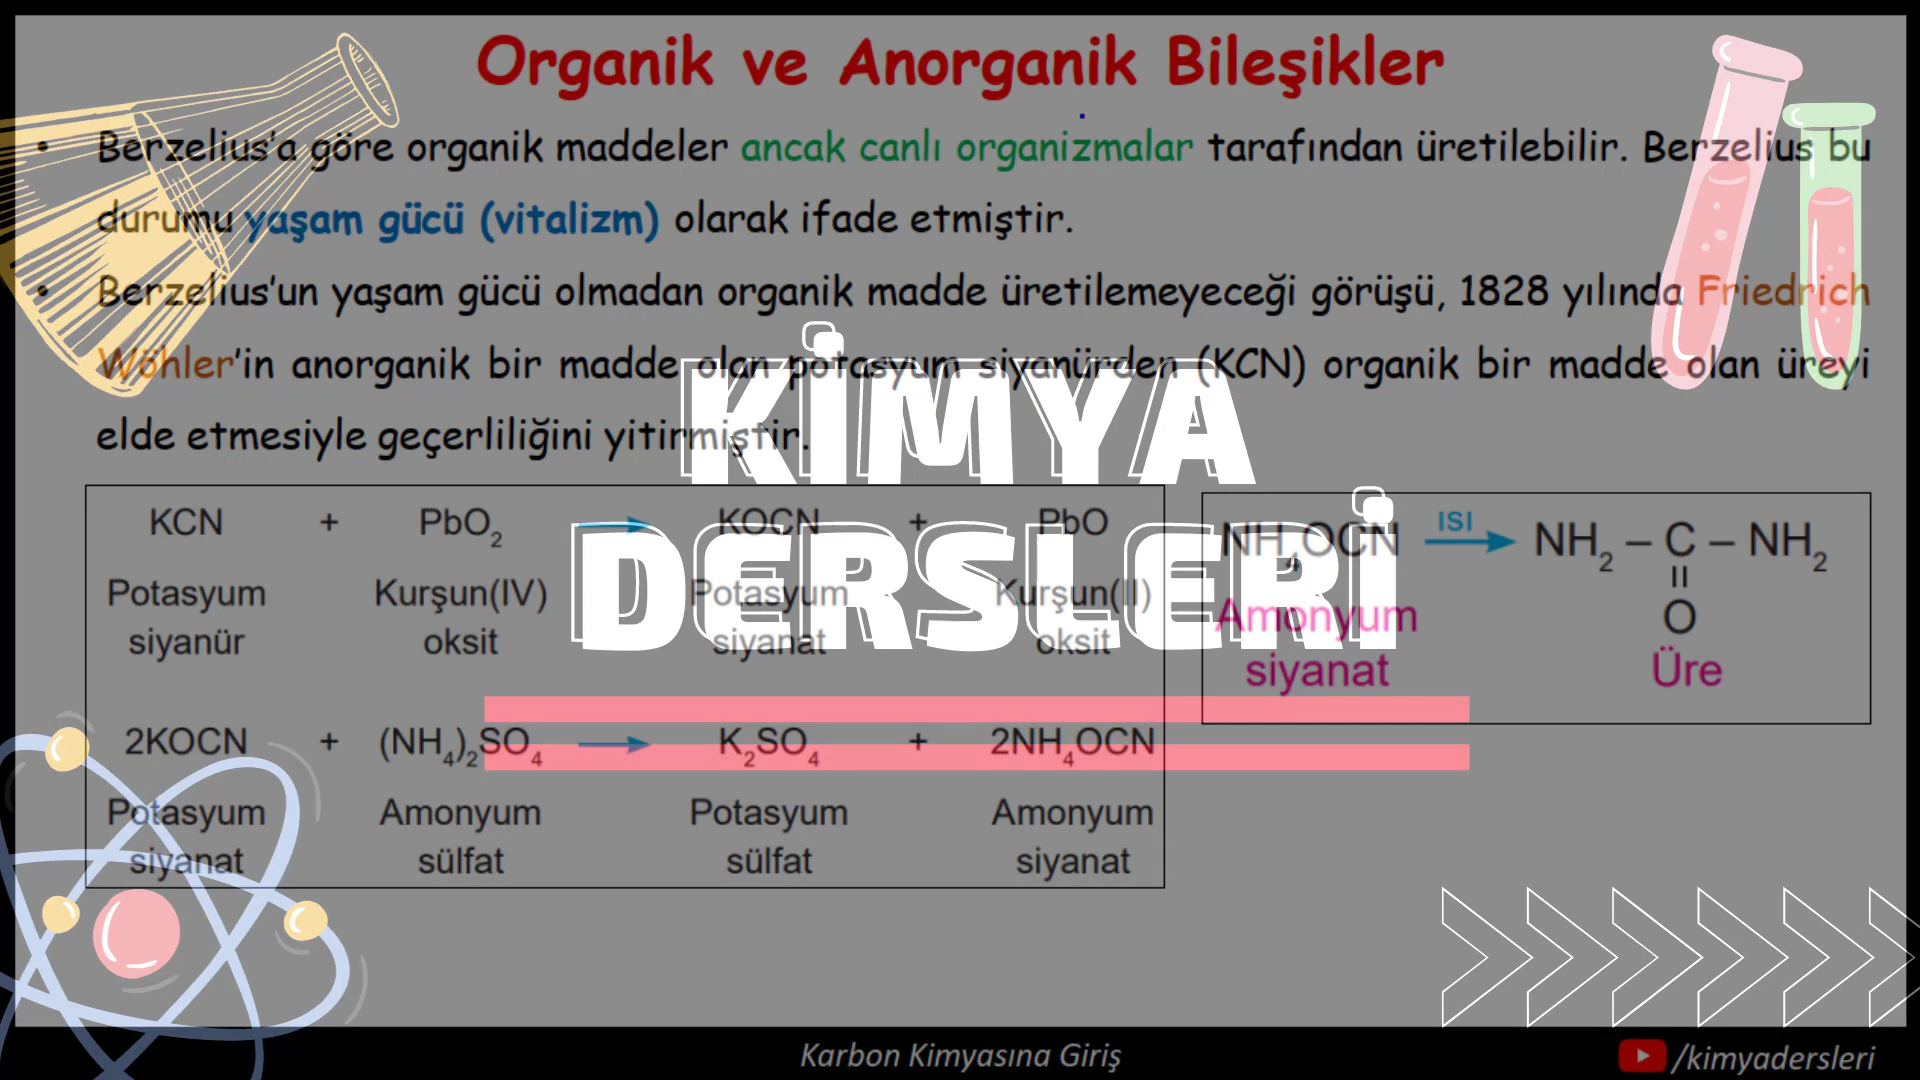 Organik ve Anorganik Bileşikler
• Berzelius'a göre organik maddeler ancak canlı organizmalar tarafından üretilebilir. Berzelius bu
durumu yaşam gücü (vitalizm) olarak ifade etmiştir.
• Berzelius'un yaşam gücü olmadan organik madde üretilemeyeceği görüşü, 1828 yılında Friedrich
Wöhler'in anorganik bir madde olan potasyum siyanürden (KCN) organik bir madde olan üreyi
elde etmesiyle geçerliliğini yitirmiştir.
KİMYA
DERSLERİ
KCN + PbO₂ → KOCN + PbO
Potasyum Kurşun(IV) Potasyum Kurşun(II)
siyanür oksit siyanat oksit
2KOCN + (NH₄)₂SO₄ → K₂SO₄ + 2NH₄OCN
Potasyum Amonyum Potasyum Amonyum
siyanat sülfat sülfat siyanat
ISI
NH₄OCN → NH₂ – C – NH₂
=
O
Amonyum
siyanat Üre
Karbon Kimyasına Giriş
/kimyadersleri